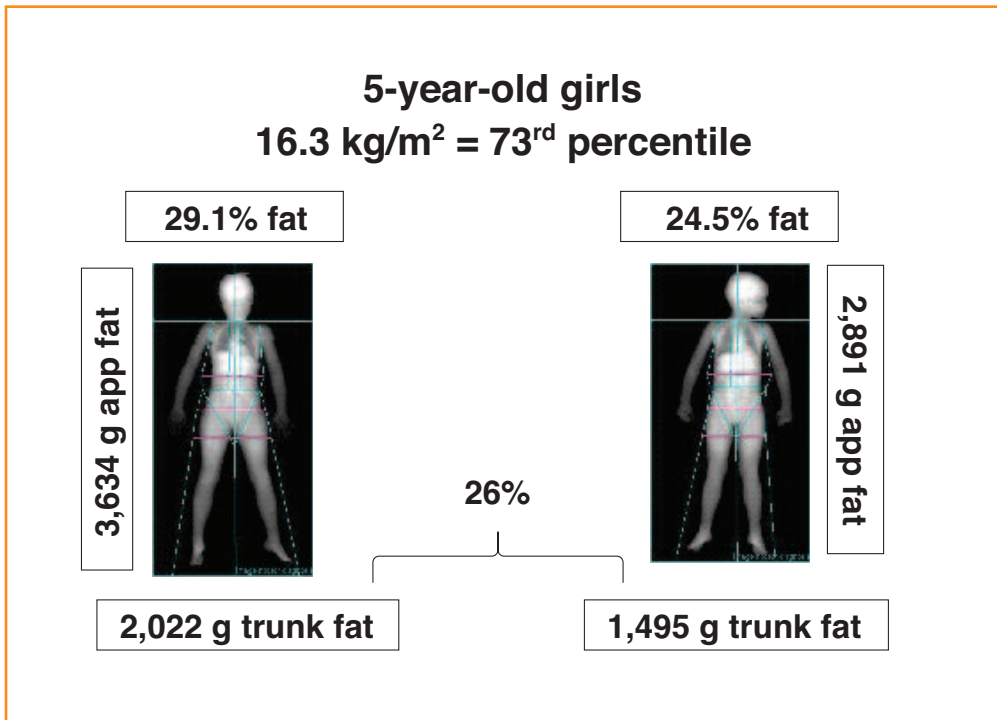 5-year-old girls
16.3 kg/m² = 73rd percentile
29.1% fat
24.5% fat
3,634 g app fat
2,891 g app fat
26%
2,022 g trunk fat
1,495 g trunk fat